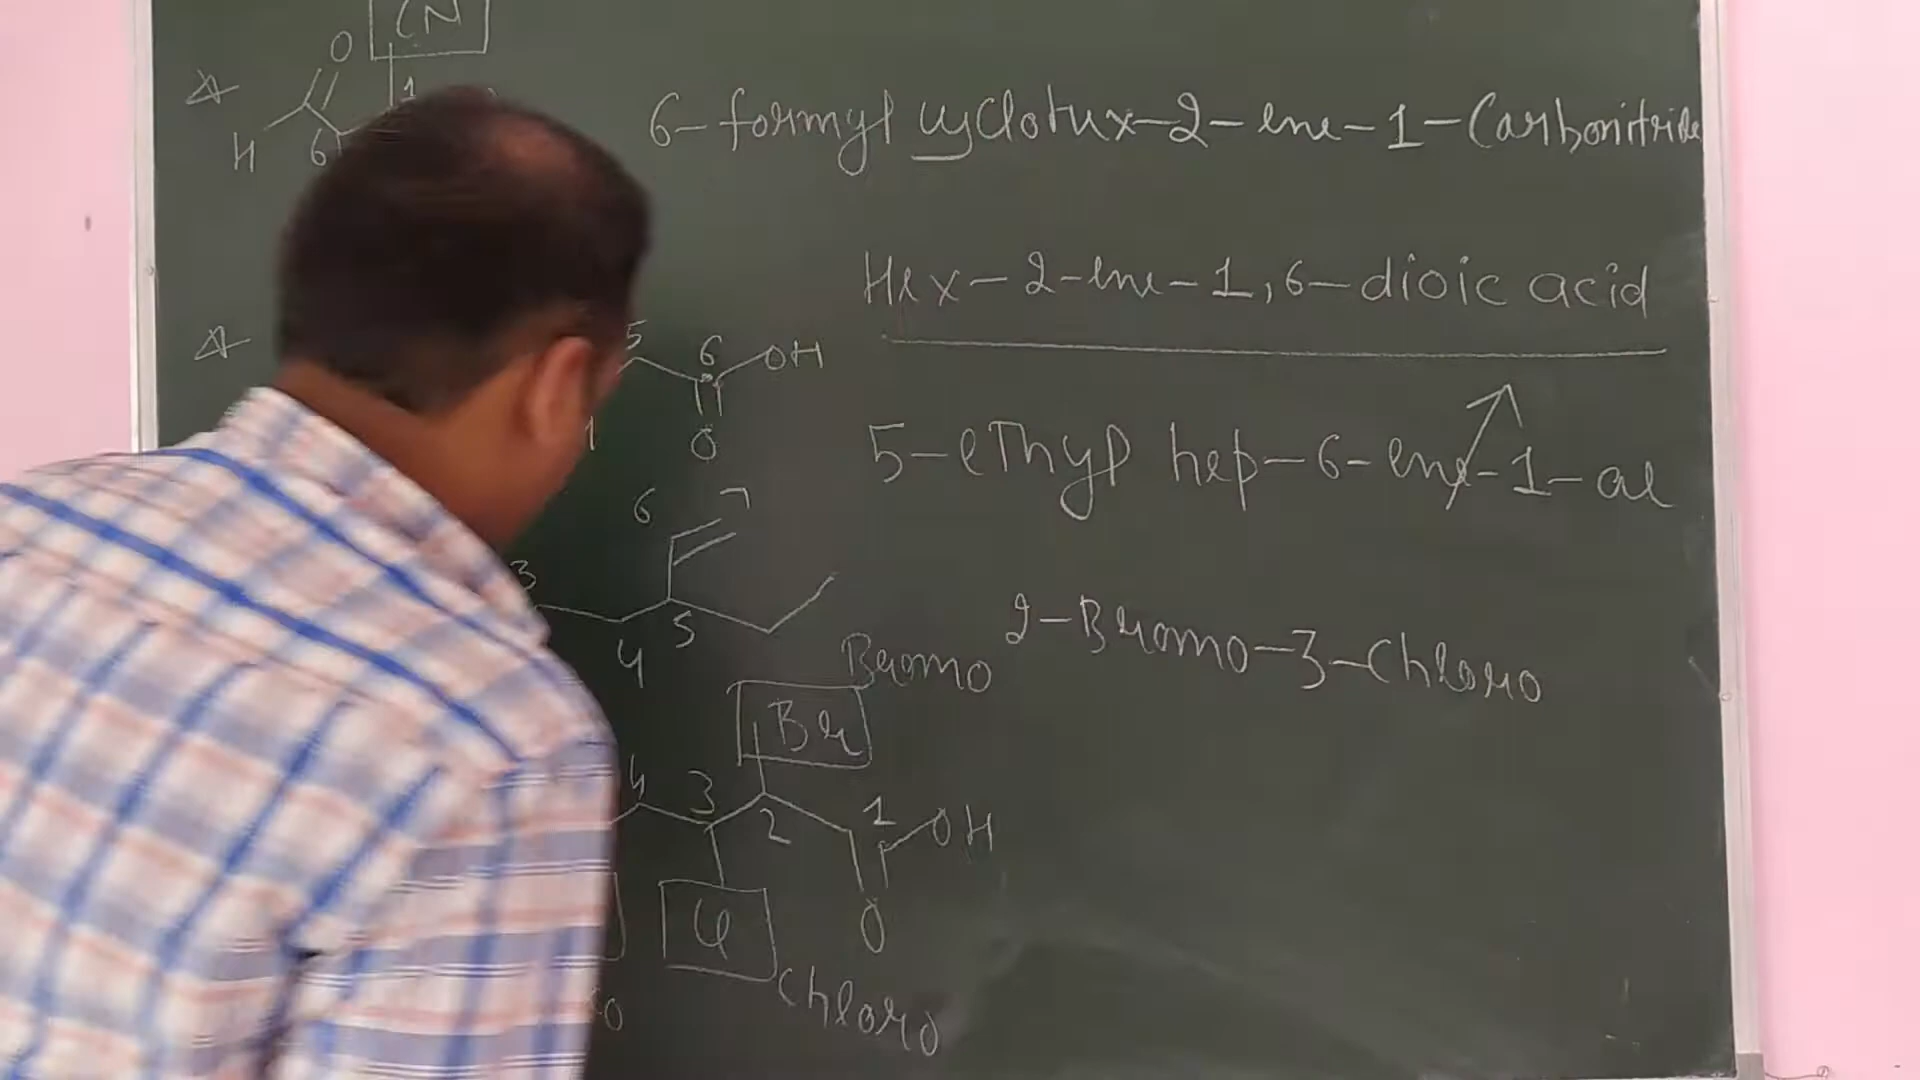 CN
O
1
H 6
6-formyl cyclohex-2-ene-1-Carbonitrile
Hex-2-ene-1,6-dioic acid
5 6 OH
1 O
5-ethyl hep-6-ene-1-al
6 7
3
4 5
2-Bromo-3-Chloro
Bromo
Br
4 3 2 1 OH
Cl O
Chloro